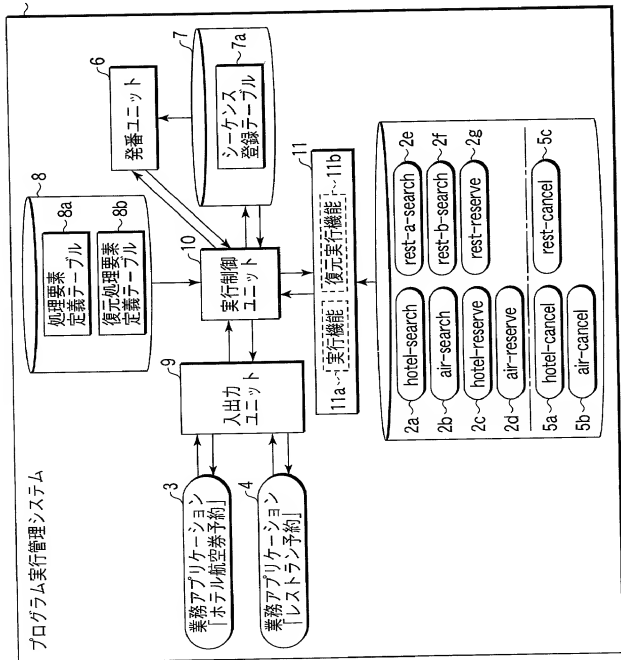 プログラム実行管理システム
8
処理要素
定義テーブル
8a
復元処理要素
定義テーブル
8b
6
発番ユニット
7
シーケンス
登録テーブル
7a
3
業務アプリケーション
「ホテル航空券予約」
4
業務アプリケーション
「レストラン予約」
9
入出力
ユニット
10
実行制御
ユニット
11
11a
実行機能
復元実行機能
11b
2a
hotel-search
2b
air-search
2c
hotel-reserve
2d
air-reserve
rest-a-search
2e
rest-b-search
2f
rest-reserve
2g
5a
hotel-cancel
5b
air-cancel
rest-cancel
5c